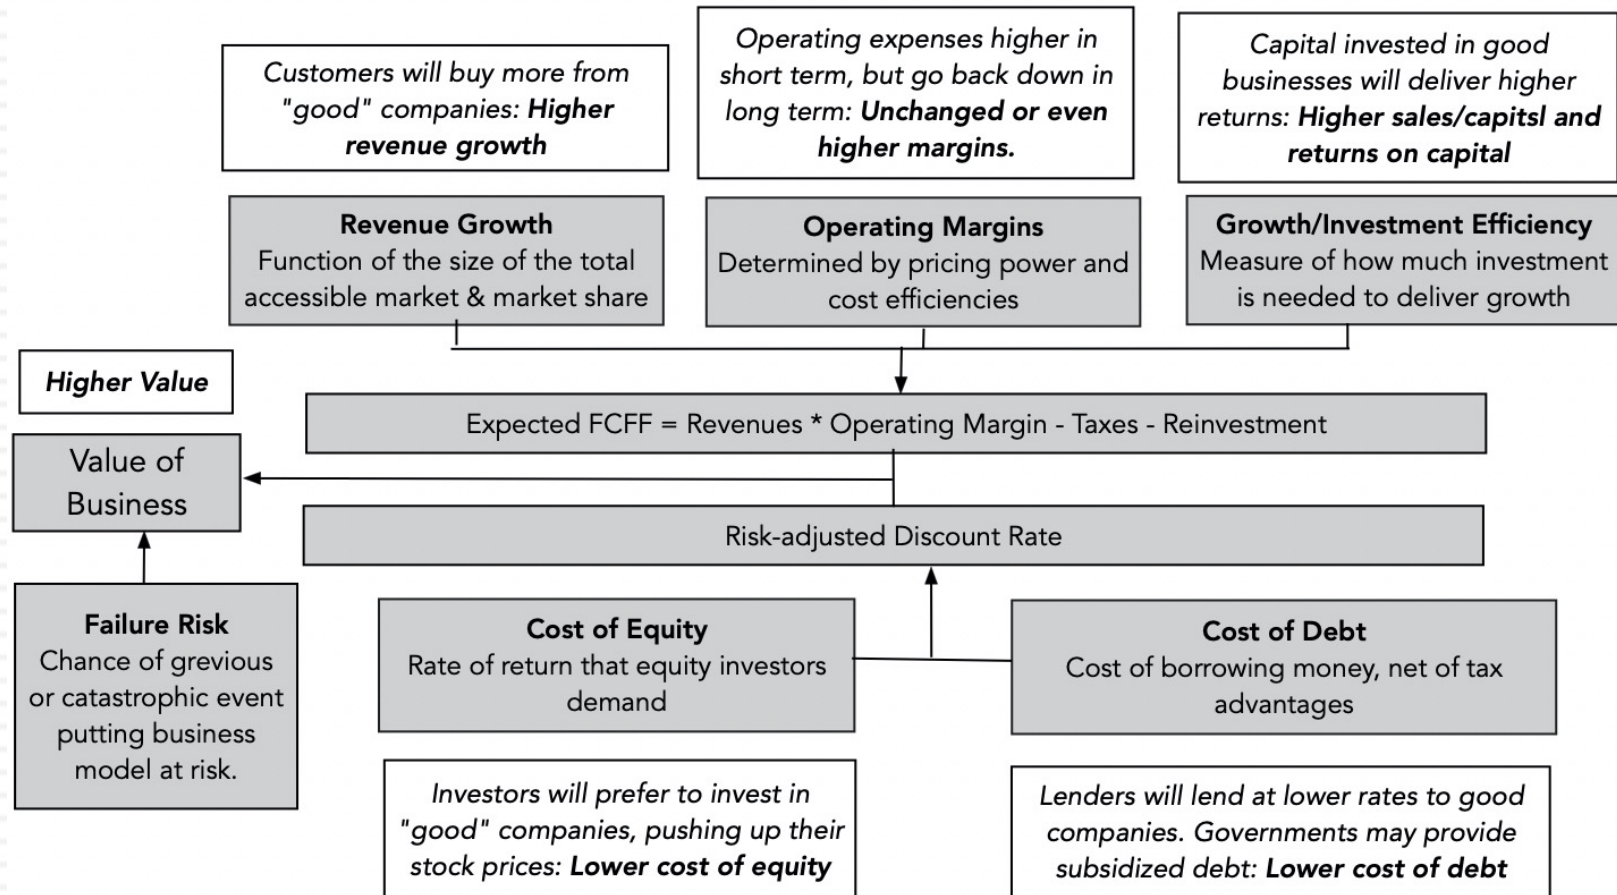 Customers will buy more from
"good" companies: Higher
revenue growth
Operating expenses higher in
short term, but go back down in
long term: Unchanged or even
higher margins.
Capital invested in good
businesses will deliver higher
returns: Higher sales/capitsl and
returns on capital
Revenue Growth
Function of the size of the total
accessible market & market share
Operating Margins
Determined by pricing power and
cost efficiencies
Growth/Investment Efficiency
Measure of how much investment
is needed to deliver growth
Higher Value
Expected FCFF = Revenues * Operating Margin - Taxes - Reinvestment
Value of
Business
Risk-adjusted Discount Rate
Failure Risk
Chance of grevious
or catastrophic event
putting business
model at risk.
Cost of Equity
Rate of return that equity investors
demand
Cost of Debt
Cost of borrowing money, net of tax
advantages
Investors will prefer to invest in
"good" companies, pushing up their
stock prices: Lower cost of equity
Lenders will lend at lower rates to good
companies. Governments may provide
subsidized debt: Lower cost of debt